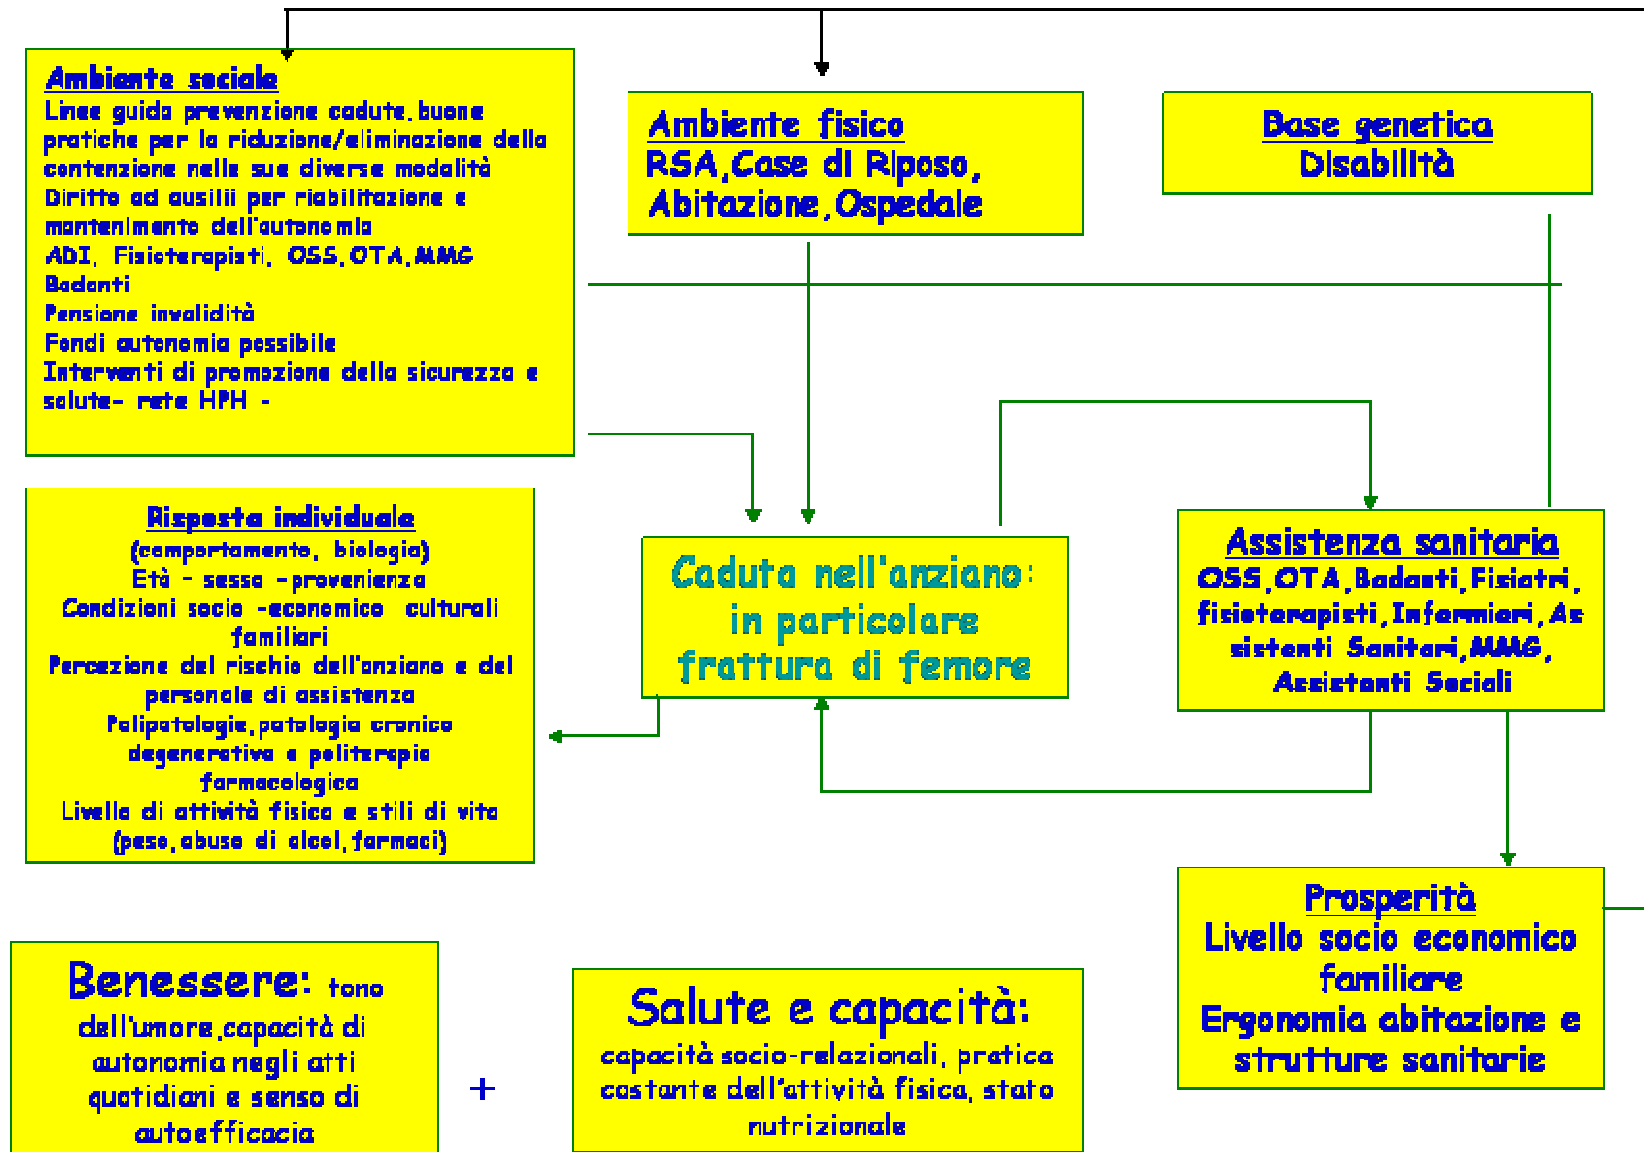 Ambiente sociale
Linee guida prevenzione cadute, buone
pratiche per la riduzione/eliminazione della
contenzione nelle sue diverse modalità
Diritto ad ausilii per riabilitazione e
mantenimento dell'autonomia
ADI, Fisioterapisti, OSS,OTA,MMG
Badanti
Pensione invalidità
Fondi autonomia possibile
Interventi di promozione della sicurezza e
salute- rete HPH -
Ambiente fisico
RSA,Case di Riposo,
Abitazione,Ospedale
Base genetica
Disabilità
Risposta individuale
(comportamento, biologia)
Età - sesso -provenienza
Condizioni socio -economico culturali
familiari
Percezione del rischio dell'anziano e del
personale di assistenza
Polipatologie,patologia cronico
degenerativa e politerapia
farmacologica
Livello di attività fisica e stili di vita
(peso,abuso di alcol,farmaci)
Caduta nell'anziano:
in particolare
frattura di femore
Assistenza sanitaria
OSS,OTA,Badanti,Fisiatri,
fisioterapisti,Infermieri,As
sistenti Sanitari,MMG,
Assistenti Sociali
Prosperità
Livello socio economico
familiare
Ergonomia abitazione e
strutture sanitarie
Benessere: tono
dell'umore,capacità di
autonomia negli atti
quotidiani e senso di
autoefficacia
+
Salute e capacità:
capacità socio-relazionali, pratica
costante dell'attività fisica, stato
nutrizionale